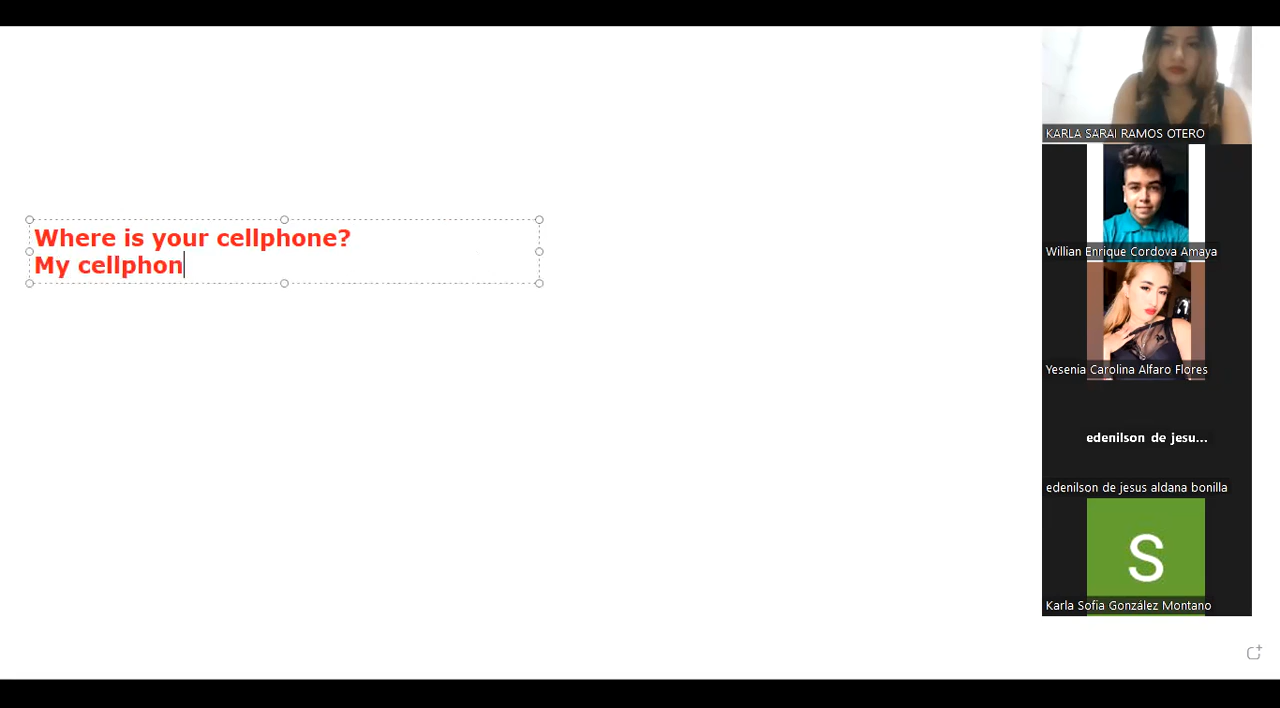 Where is your cellphone?
My cellphon
KARLA SARAI RAMOS OTERO
Willian Enrique Cordova Amaya
Yesenia Carolina Alfaro Flores
edenilson de jesu...
edenilson de jesus aldana bonilla
S
Karla Sofia González Montano